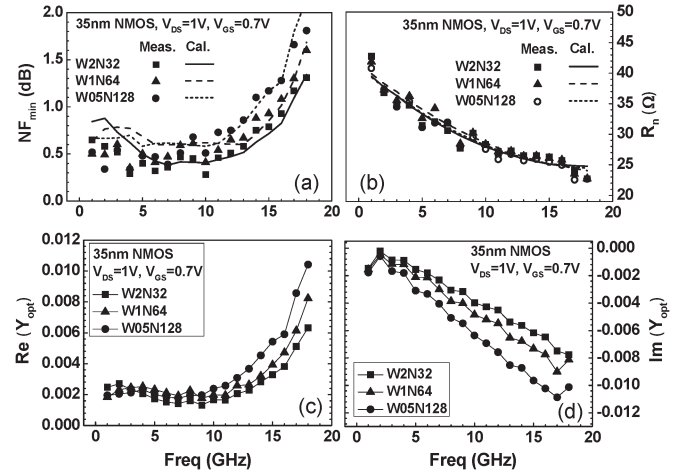 35nm NMOS, V_DS=1V, V_GS=0.7V
Meas. Cal.
W2N32
W1N64
W05N128
NF_min (dB)
2.0
1.5
1.0
0.5
0.0
0 5 10 15 20
(a)
35nm NMOS, V_DS=1V, V_GS=0.7V
Meas. Cal.
W2N32
W1N64
W05N128
R_n (Ω)
50
45
40
35
30
25
20
0 5 10 15 20
(b)
35nm NMOS
V_DS=1V, V_GS=0.7V
W2N32
W1N64
W05N128
Re (Y_opt)
0.012
0.010
0.008
0.006
0.004
0.002
0.000
0 5 10 15 20
Freq (GHz)
(c)
35nm NMOS
V_DS=1V, V_GS=0.7V
W2N32
W1N64
W05N128
Im (Y_opt)
0.000
-0.002
-0.004
-0.006
-0.008
-0.010
-0.012
0 5 10 15 20
Freq (GHz)
(d)